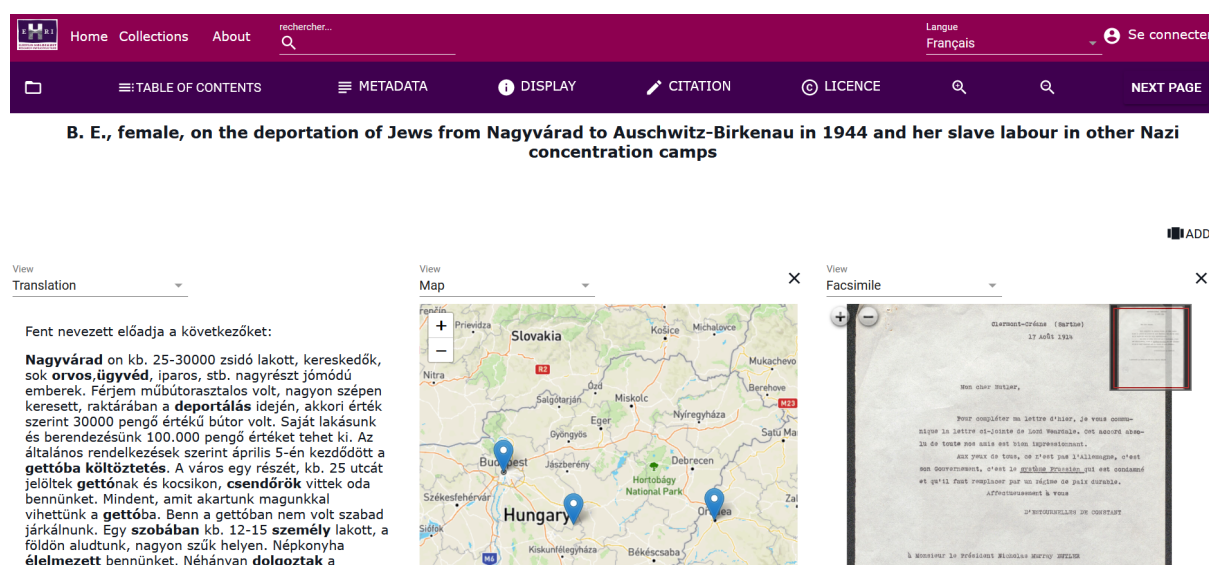 E H R I
Home Collections About
rechercher...
Langue
Français
Se connecter
TABLE OF CONTENTS
METADATA
DISPLAY
CITATION
LICENCE
NEXT PAGE
B. E., female, on the deportation of Jews from Nagyvárad to Auschwitz-Birkenau in 1944 and her slave labour in other Nazi
concentration camps
ADD
View
Translation
Fent nevezett előadja a következőket:
Nagyvárad on kb. 25-30000 zsidó lakott, kereskedők,
sok orvos,ügyvéd, iparos, stb. nagyrészt jómódú
emberek. Férjem műbútorasztalos volt, nagyon szépen
keresett, raktárában a deportálás idején, akkori érték
szerint 30000 pengő értékű bútor volt. Saját lakásunk
és berendezésünk 100.000 pengő értéket tehet ki. Az
általános rendelkezések szerint április 5-én kezdődött a
gettóba költöztetés. A város egy részét, kb. 25 utcát
jelöltek gettónak és kocsikon, csendőrök vittek oda
bennünket. Mindent, amit akartunk magunkkal
vihettünk a gettóba. Benn a gettóban nem volt szabad
járkálnunk. Egy szobában kb. 12-15 személy lakott, a
földön aludtunk, nagyon szűk helyen. Népkonyha
élelmezett bennünket. Néhányan dolgoztak a
View
Map
+
−
Prievidza
Slovakia
Košice
Michalovce
Nitra
R2
Mukachevo
Ózd
Salgótarján
Miskolc
Berehove
M23
Eger
Nyíregyháza
Gyöngyös
Satu Ma
Budapest
Jászberény
Debrecen
Hortobágy
National Park
Székesfehérvár
Hungary
Oradea
Zal
Siófok
Kiskunfélegyháza
Békéscsaba
M6
View
Facsimile
Clermont-Créans (Sarthe)
17 Août 1914
Mon cher Butler,
Pour compléter ma lettre d'hier, je vous commu-
nique la lettre ci-jointe de Lord Weardale. Cet accord abso-
lu de toute nos amis est bien impressionnant.
Aux yeux de tous, ce n'est pas l'Allemagne, c'est
son Gouvernement, c'est le système Prussien qui est condamné
et qu'il faut remplacer par un régime de paix durable.
Affectueusement à vous
D'ESTOURNELLES DE CONSTANT
à Monsieur le Président Nicholas Murray BUTLER